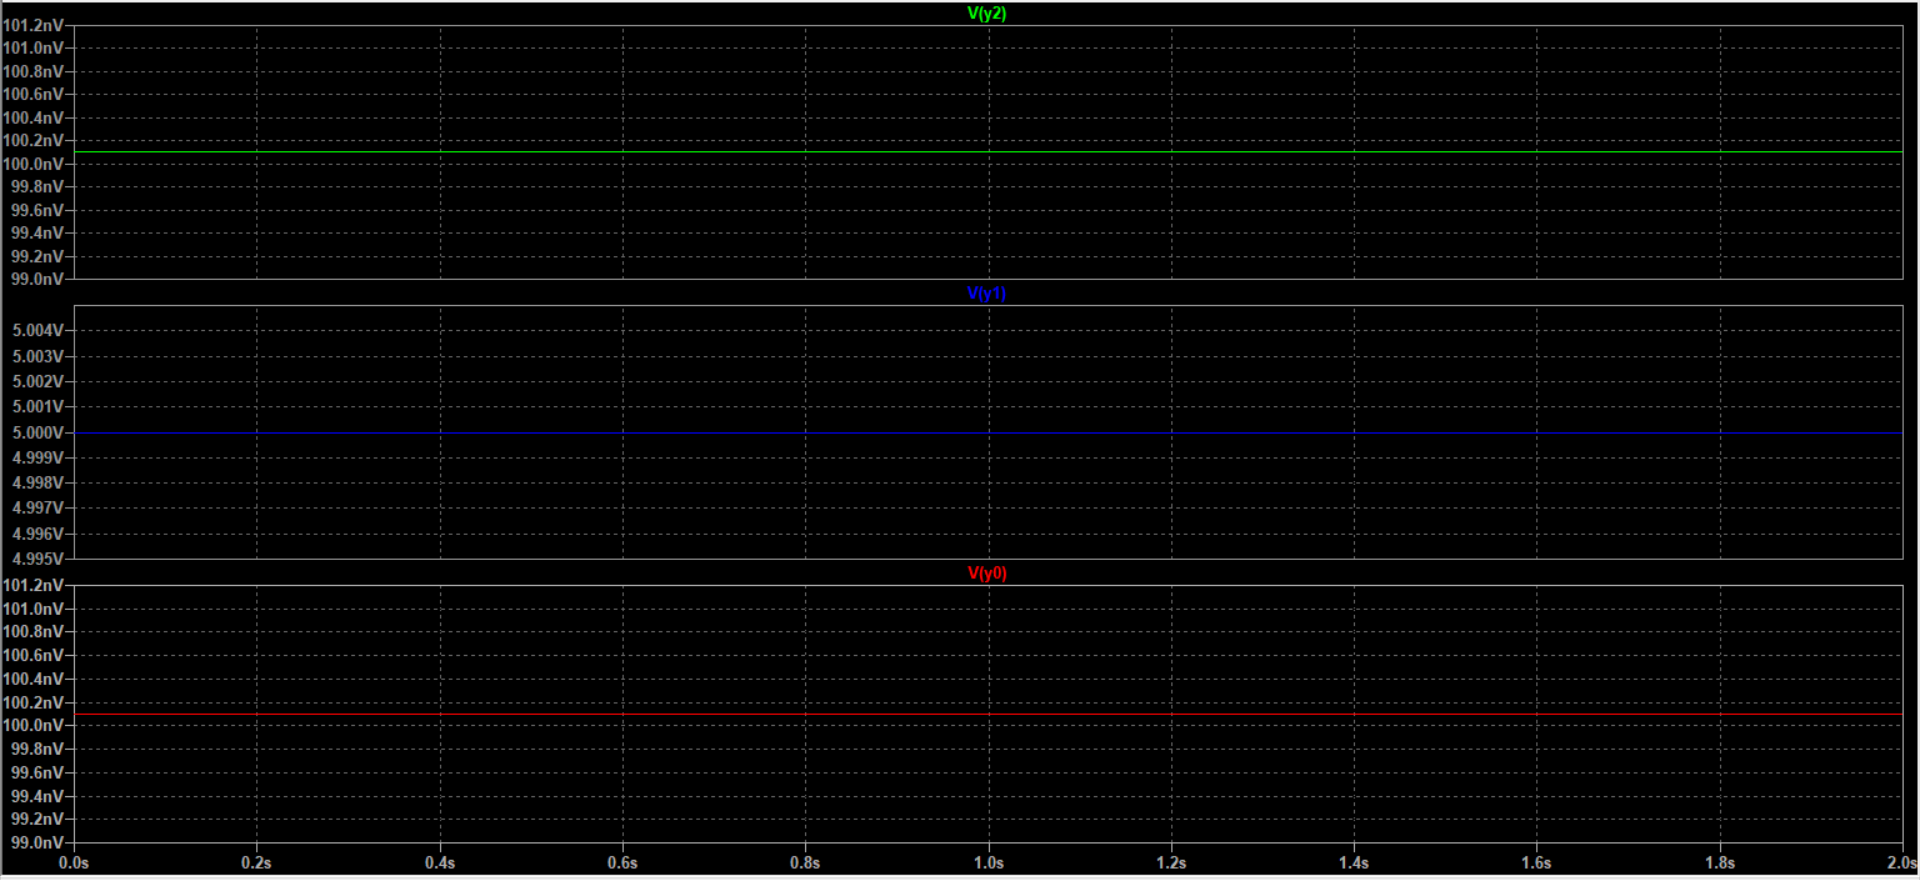 V(y2)
101.2nV
101.0nV
100.8nV
100.6nV
100.4nV
100.2nV
100.0nV
99.8nV
99.6nV
99.4nV
99.2nV
99.0nV
V(y1)
5.004V
5.003V
5.002V
5.001V
5.000V
4.999V
4.998V
4.997V
4.996V
4.995V
V(y0)
101.2nV
101.0nV
100.8nV
100.6nV
100.4nV
100.2nV
100.0nV
99.8nV
99.6nV
99.4nV
99.2nV
99.0nV
0.0s 0.2s 0.4s 0.6s 0.8s 1.0s 1.2s 1.4s 1.6s 1.8s 2.0s